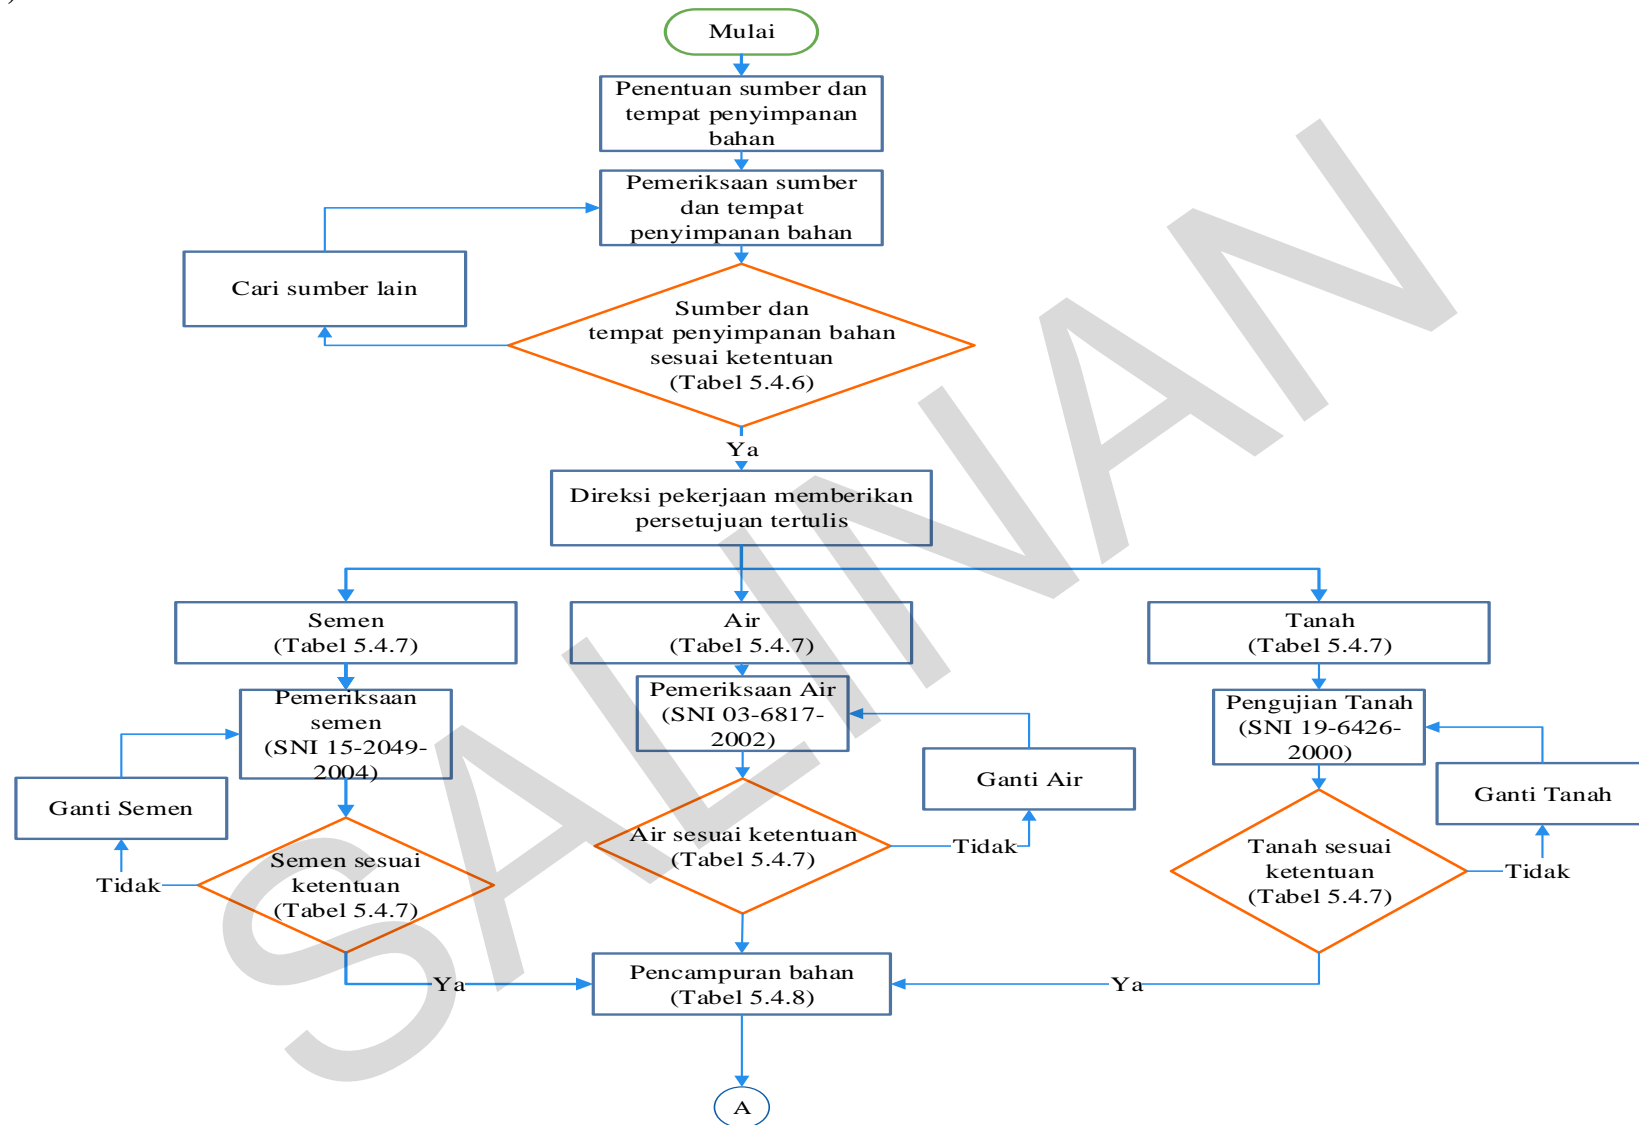 )
Mulai
Penentuan sumber dan
tempat penyimpanan
bahan
Pemeriksaan sumber
dan tempat
penyimpanan bahan
Cari sumber lain
Sumber dan
tempat penyimpanan bahan
sesuai ketentuan
(Tabel 5.4.6)
Ya
Direksi pekerjaan memberikan
persetujuan tertulis
Semen
(Tabel 5.4.7)
Air
(Tabel 5.4.7)
Tanah
(Tabel 5.4.7)
Pemeriksaan
semen
(SNI 15-2049-
2004)
Pemeriksaan Air
(SNI 03-6817-
2002)
Pengujian Tanah
(SNI 19-6426-
2000)
Ganti Semen
Ganti Air
Ganti Tanah
Semen sesuai
ketentuan
(Tabel 5.4.7)
Tidak
Air sesuai ketentuan
(Tabel 5.4.7)
Tidak
Tanah sesuai
ketentuan
(Tabel 5.4.7)
Tidak
Ya
Pencampuran bahan
(Tabel 5.4.8)
Ya
A
SALINAN